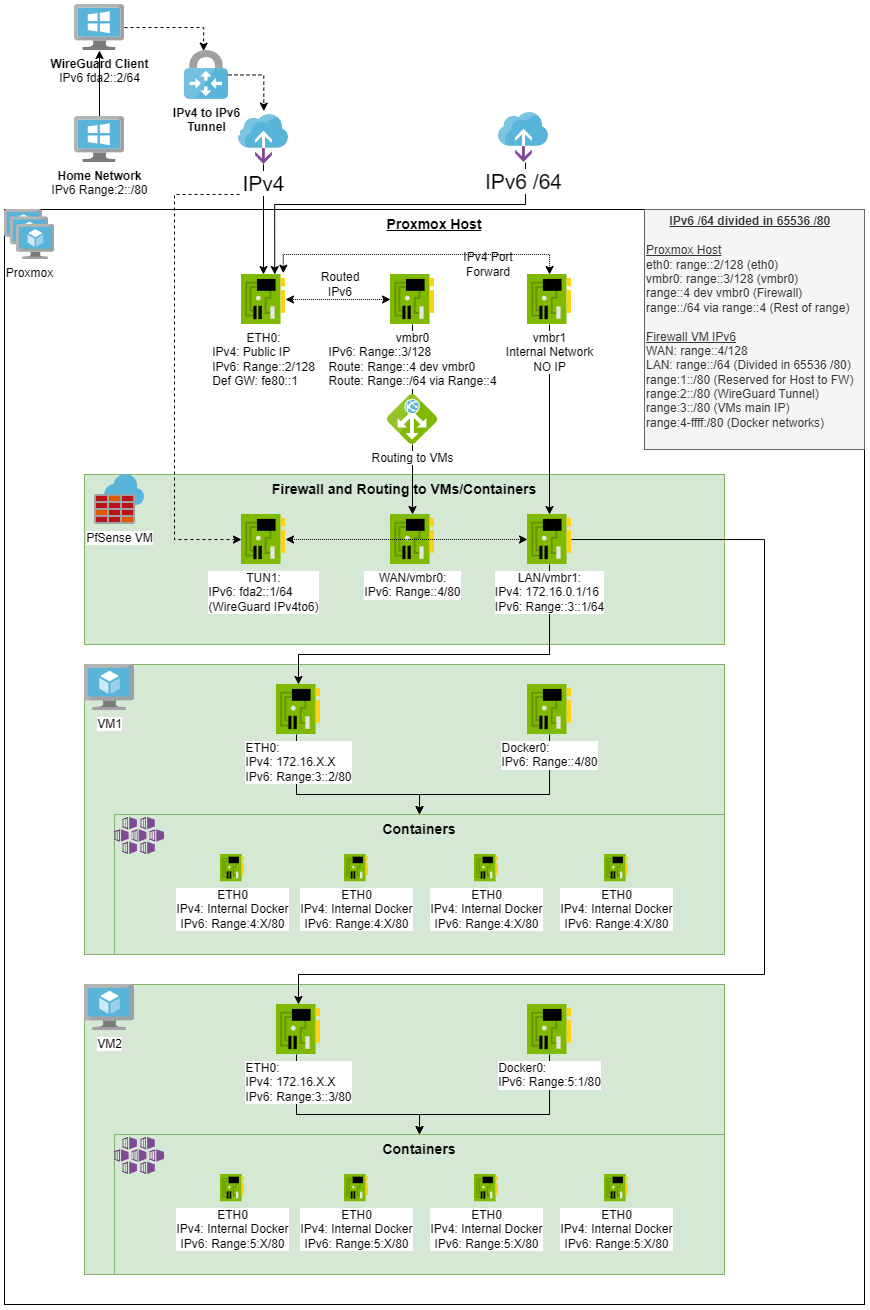 WireGuard Client
IPv6 fda2::2/64
IPv4 to IPv6
Tunnel
Home Network
IPv6 Range:2::/80
IPv4
IPv6 /64
Proxmox
Proxmox Host
IPv6 /64 divided in 65536 /80
Proxmox Host
eth0: range::2/128 (eth0)
vmbr0: range::3/128 (vmbr0)
range::4 dev vmbr0 (Firewall)
range::/64 via range::4 (Rest of range)
Firewall VM IPv6
WAN: range::4/128
LAN: range::/64 (Divided in 65536 /80)
range:1::/80 (Reserved for Host to FW)
range:2::/80 (WireGuard Tunnel)
range:3::/80 (VMs main IP)
range:4-ffff:/80 (Docker networks)
IPv4 Port
Forward
Routed
IPv6
ETH0:
IPv4: Public IP
IPv6: Range::2/128
Def GW: fe80::1
vmbr0
IPv6: Range::3/128
Route: Range::4 dev vmbr0
Route: Range::/64 via Range::4
vmbr1
Internal Network
NO IP
Routing to VMs
PfSense VM
Firewall and Routing to VMs/Containers
TUN1:
IPv6: fda2::1/64
(WireGuard IPv4to6)
WAN/vmbr0:
IPv6: Range::4/80
LAN/vmbr1:
IPv4: 172.16.0.1/16
IPv6: Range::3::1/64
VM1
ETH0:
IPv4: 172.16.X.X
IPv6: Range:3::2/80
Docker0:
IPv6: Range::4/80
Containers
ETH0
IPv4: Internal Docker
IPv6: Range:4:X/80
ETH0
IPv4: Internal Docker
IPv6: Range:4:X/80
ETH0
IPv4: Internal Docker
IPv6: Range:4:X/80
ETH0
IPv4: Internal Docker
IPv6: Range:4:X/80
VM2
ETH0:
IPv4: 172.16.X.X
IPv6: Range:3::3/80
Docker0:
IPv6: Range:5:1/80
Containers
ETH0
IPv4: Internal Docker
IPv6: Range:5:X/80
ETH0
IPv4: Internal Docker
IPv6: Range:5:X/80
ETH0
IPv4: Internal Docker
IPv6: Range:5:X/80
ETH0
IPv4: Internal Docker
IPv6: Range:5:X/80